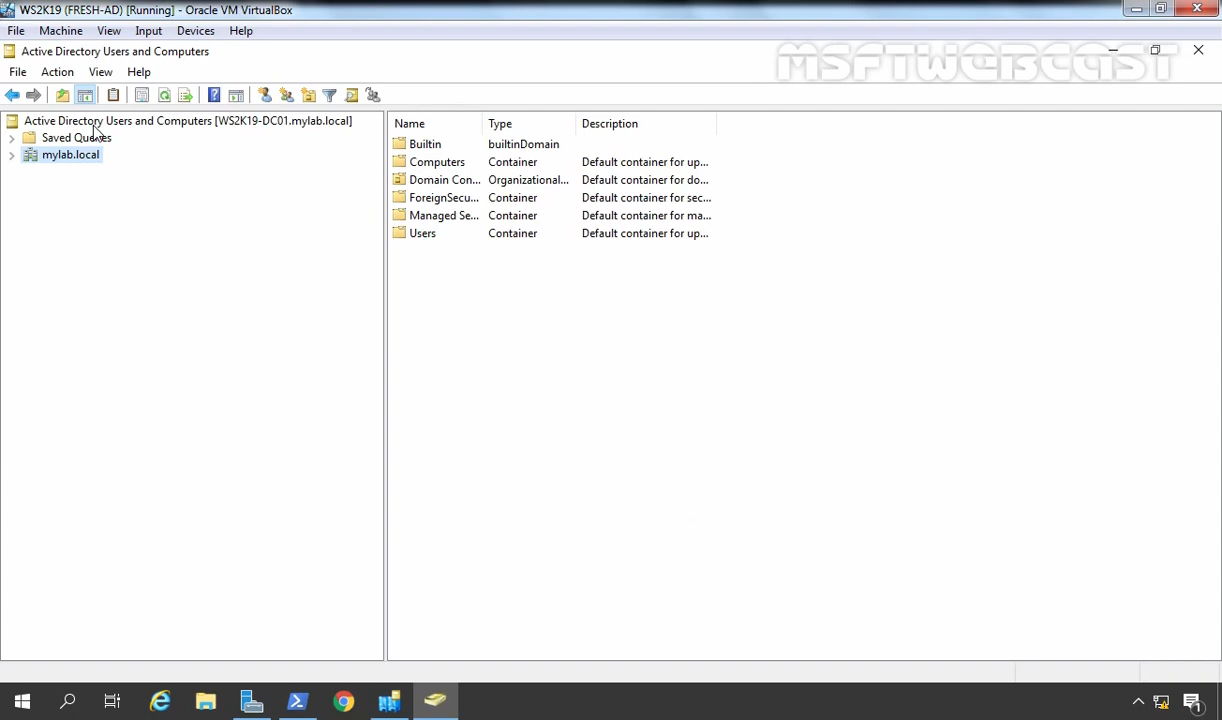 WS2K19 (FRESH-AD) [Running] - Oracle VM VirtualBox
File Machine View Input Devices Help
Active Directory Users and Computers
MSFTWEBCAST
File Action View Help
Active Directory Users and Computers [WS2K19-DC01.mylab.local]
Saved Queries
mylab.local
Name Type Description
Builtin builtinDomain
Computers Container Default container for up...
Domain Con... Organizational... Default container for do...
ForeignSecu... Container Default container for sec...
Managed Se... Container Default container for ma...
Users Container Default container for up...
1